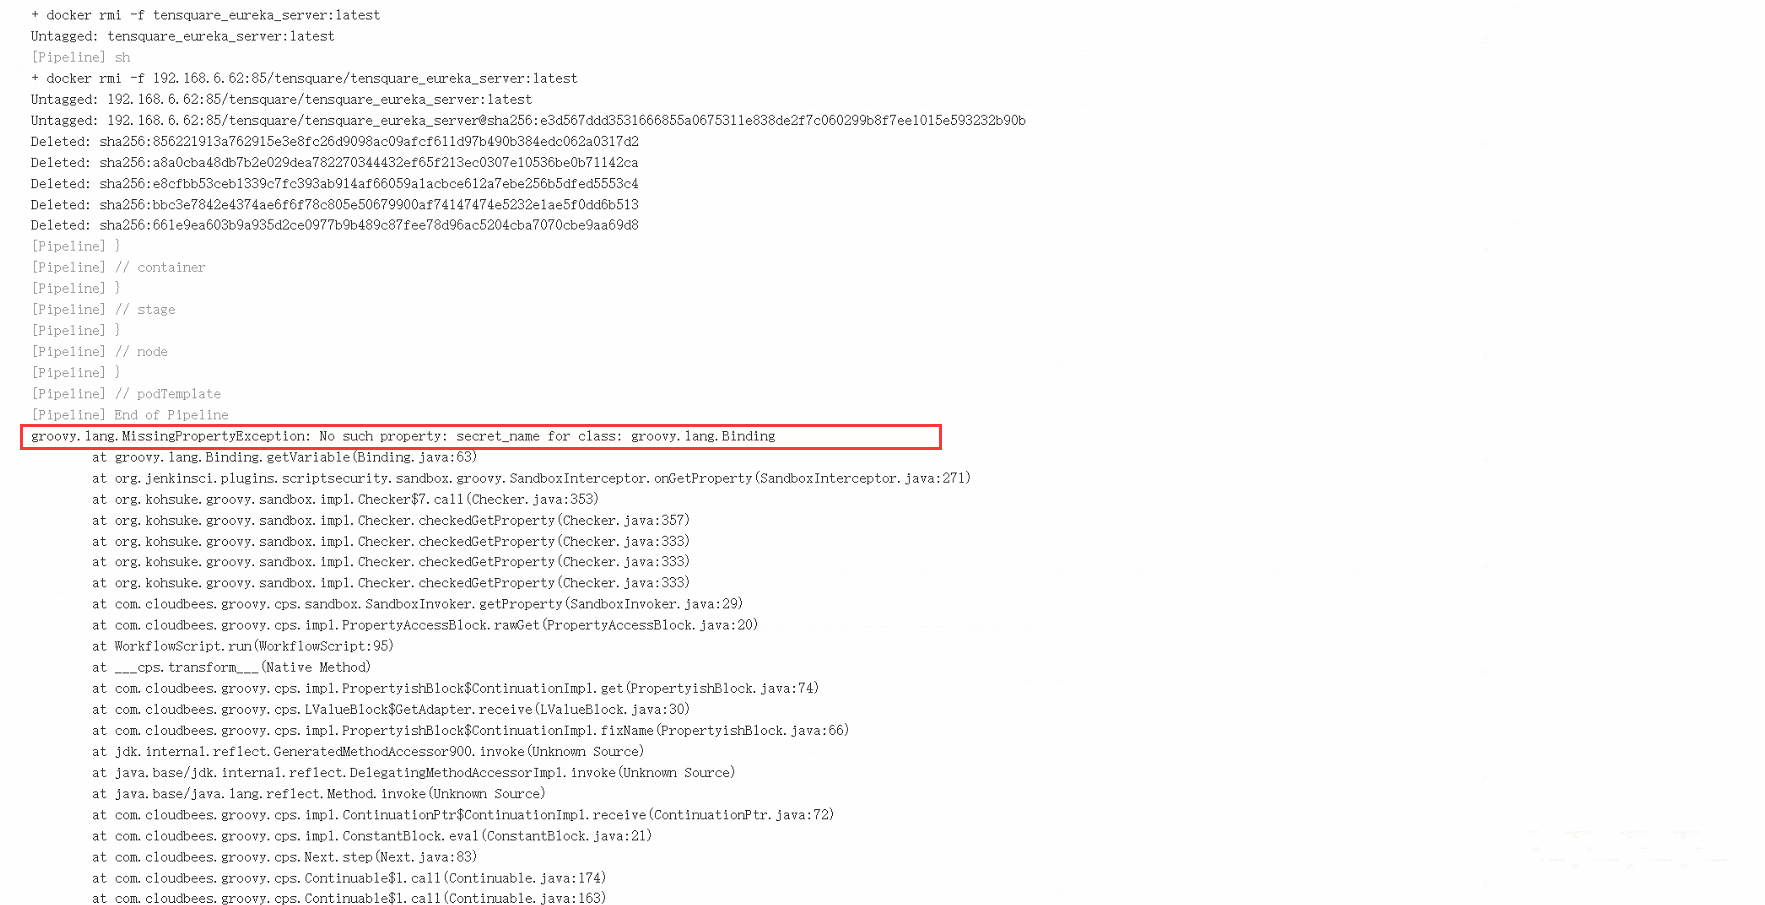 + docker rmi -f tensquare_eureka_server:latest
Untagged: tensquare_eureka_server:latest
[Pipeline] sh
+ docker rmi -f 192.168.6.62:85/tensquare/tensquare_eureka_server:latest
Untagged: 192.168.6.62:85/tensquare/tensquare_eureka_server:latest
Untagged: 192.168.6.62:85/tensquare/tensquare_eureka_server@sha256:e3d567ddd3531666855a0675311e838de2f7c060299b8f7ee1015e593232b90b
Deleted: sha256:856221913a762915e3e8fc26d9098ac09afcf611d97b490b384edc062a0317d2
Deleted: sha256:a8a0cba48db7b2e029dea782270344432ef65f213ec0307e10536be0b71142ca
Deleted: sha256:e8cfbb53ceb1339c7fc393ab914af66059a1acbce612a7ebe256b5dfed5553c4
Deleted: sha256:bbc3e7842e4374ae6f6f78c805e50679900af74147474e5232e1ae5f0dd6b513
Deleted: sha256:661e9ea603b9a935d2ce0977b9b489c87fee78d96ac5204cba7070cbe9aa69d8
[Pipeline] }
[Pipeline] // container
[Pipeline] }
[Pipeline] // stage
[Pipeline] }
[Pipeline] // node
[Pipeline] }
[Pipeline] // podTemplate
[Pipeline] End of Pipeline
groovy.lang.MissingPropertyException: No such property: secret_name for class: groovy.lang.Binding
at groovy.lang.Binding.getVariable(Binding.java:63)
at org.jenkinsci.plugins.scriptsecurity.sandbox.groovy.SandboxInterceptor.onGetProperty(SandboxInterceptor.java:271)
at org.kohsuke.groovy.sandbox.impl.Checker$7.call(Checker.java:353)
at org.kohsuke.groovy.sandbox.impl.Checker.checkedGetProperty(Checker.java:357)
at org.kohsuke.groovy.sandbox.impl.Checker.checkedGetProperty(Checker.java:333)
at org.kohsuke.groovy.sandbox.impl.Checker.checkedGetProperty(Checker.java:333)
at org.kohsuke.groovy.sandbox.impl.Checker.checkedGetProperty(Checker.java:333)
at com.cloudbees.groovy.cps.sandbox.SandboxInvoker.getProperty(SandboxInvoker.java:29)
at com.cloudbees.groovy.cps.impl.PropertyAccessBlock.rawGet(PropertyAccessBlock.java:20)
at WorkflowScript.run(WorkflowScript:95)
at ___cps.transform___(Native Method)
at com.cloudbees.groovy.cps.impl.PropertyishBlock$ContinuationImpl.get(PropertyishBlock.java:74)
at com.cloudbees.groovy.cps.LValueBlock$GetAdapter.receive(LValueBlock.java:30)
at com.cloudbees.groovy.cps.impl.PropertyishBlock$ContinuationImpl.fixName(PropertyishBlock.java:66)
at jdk.internal.reflect.GeneratedMethodAccessor900.invoke(Unknown Source)
at java.base/jdk.internal.reflect.DelegatingMethodAccessorImpl.invoke(Unknown Source)
at java.base/java.lang.reflect.Method.invoke(Unknown Source)
at com.cloudbees.groovy.cps.impl.ContinuationPtr$ContinuationImpl.receive(ContinuationPtr.java:72)
at com.cloudbees.groovy.cps.impl.ConstantBlock.eval(ConstantBlock.java:21)
at com.cloudbees.groovy.cps.Next.step(Next.java:83)
at com.cloudbees.groovy.cps.Continuable$1.call(Continuable.java:174)
at com.cloudbees.groovy.cps.Continuable$1.call(Continuable.java:163)